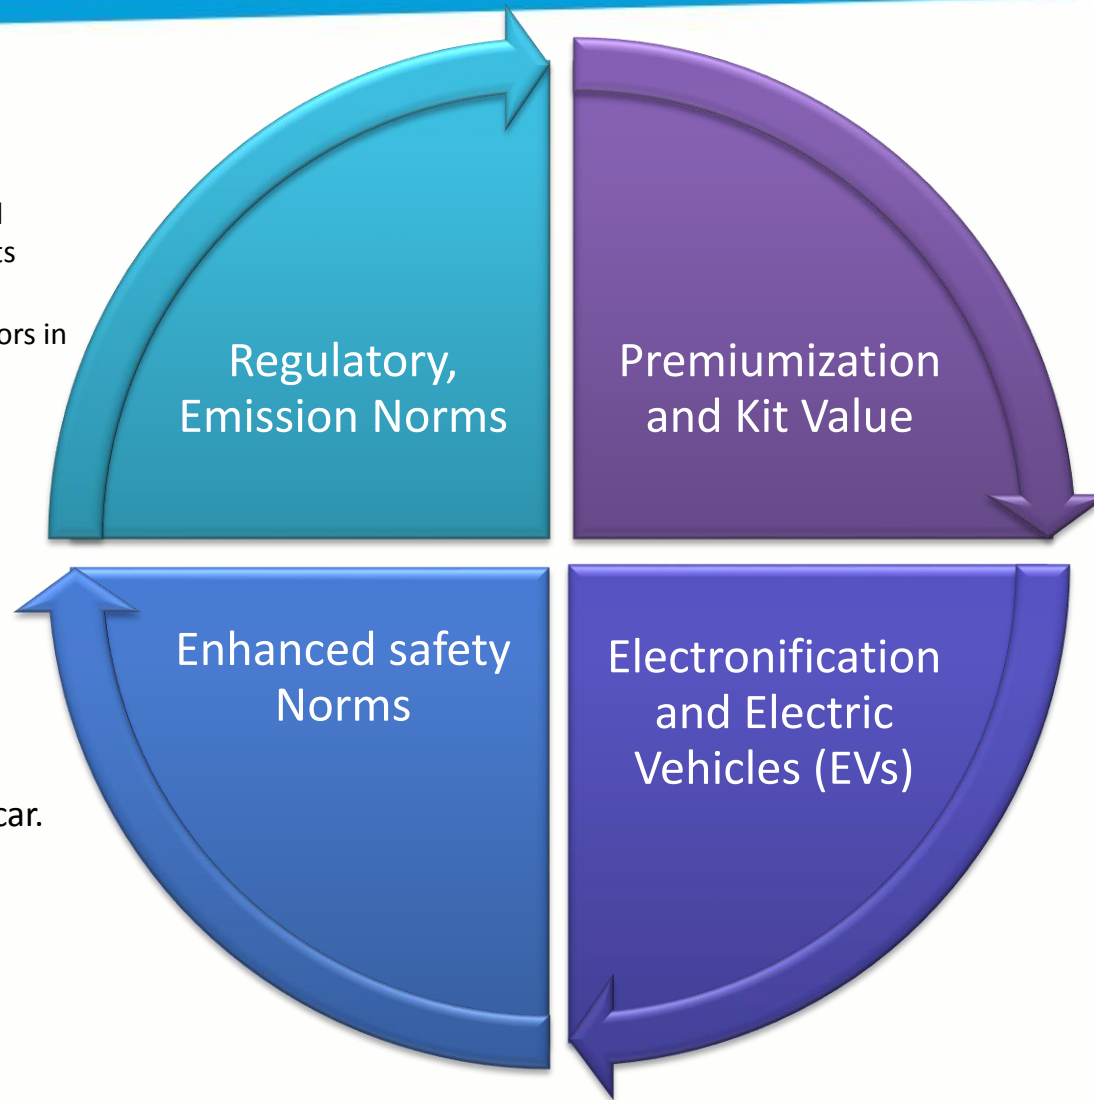 ors in
Regulatory,
Emission Norms
Premiumization
and Kit Value
Enhanced safety
Norms
Electronification
and Electric
Vehicles (EVs)
car.